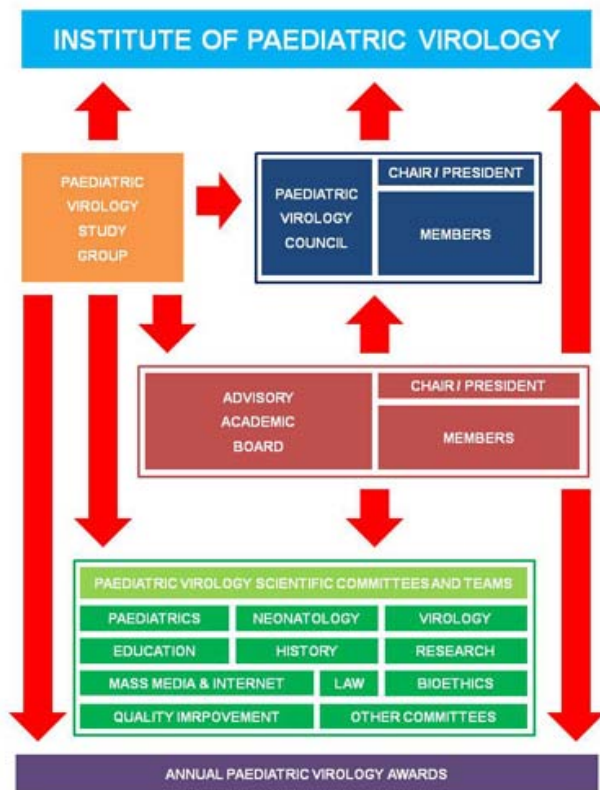 INSTITUTE OF PAEDIATRIC VIROLOGY
PAEDIATRIC
VIROLOGY
STUDY
GROUP
PAEDIATRIC
VIROLOGY
COUNCIL
CHAIR / PRESIDENT
MEMBERS
ADVISORY
ACADEMIC
BOARD
CHAIR / PRESIDENT
MEMBERS
PAEDIATRIC VIROLOGY SCIENTIFIC COMMITTEES AND TEAMS
PAEDIATRICS
NEONATOLOGY
VIROLOGY
EDUCATION
HISTORY
RESEARCH
MASS MEDIA & INTERNET
LAW
BIOETHICS
QUALITY IMRPOVEMENT
OTHER COMMITTEES
ANNUAL PAEDIATRIC VIROLOGY AWARDS